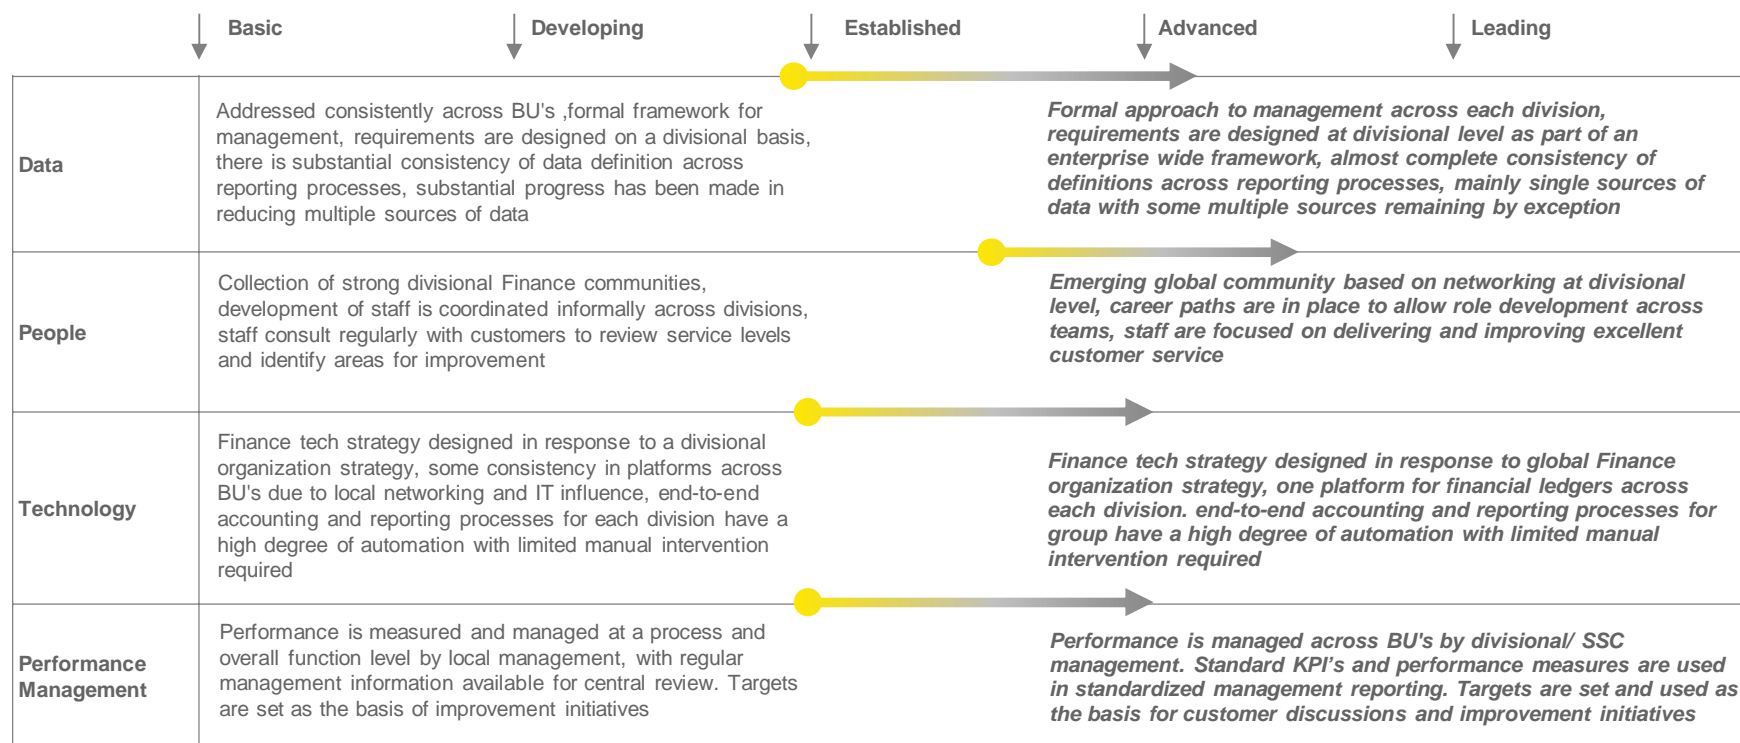 Basic
Developing
Established
Advanced
Leading
Data
Addressed consistently across BU's ,formal framework for
management, requirements are designed on a divisional basis,
there is substantial consistency of data definition across
reporting processes, substantial progress has been made in
reducing multiple sources of data
Formal approach to management across each division,
requirements are designed at divisional level as part of an
enterprise wide framework, almost complete consistency of
definitions across reporting processes, mainly single sources of
data with some multiple sources remaining by exception
People
Collection of strong divisional Finance communities,
development of staff is coordinated informally across divisions,
staff consult regularly with customers to review service levels
and identify areas for improvement
Emerging global community based on networking at divisional
level, career paths are in place to allow role development across
teams, staff are focused on delivering and improving excellent
customer service
Technology
Finance tech strategy designed in response to a divisional
organization strategy, some consistency in platforms across
BU's due to local networking and IT influence, end-to-end
accounting and reporting processes for each division have a
high degree of automation with limited manual intervention
required
Finance tech strategy designed in response to global Finance
organization strategy, one platform for financial ledgers across
each division. end-to-end accounting and reporting processes for
group have a high degree of automation with limited manual
intervention required
Performance
Management
Performance is measured and managed at a process and
overall function level by local management, with regular
management information available for central review. Targets
are set as the basis of improvement initiatives
Performance is managed across BU's by divisional/ SSC
management. Standard KPI’s and performance measures are used
in standardized management reporting. Targets are set and used as
the basis for customer discussions and improvement initiatives